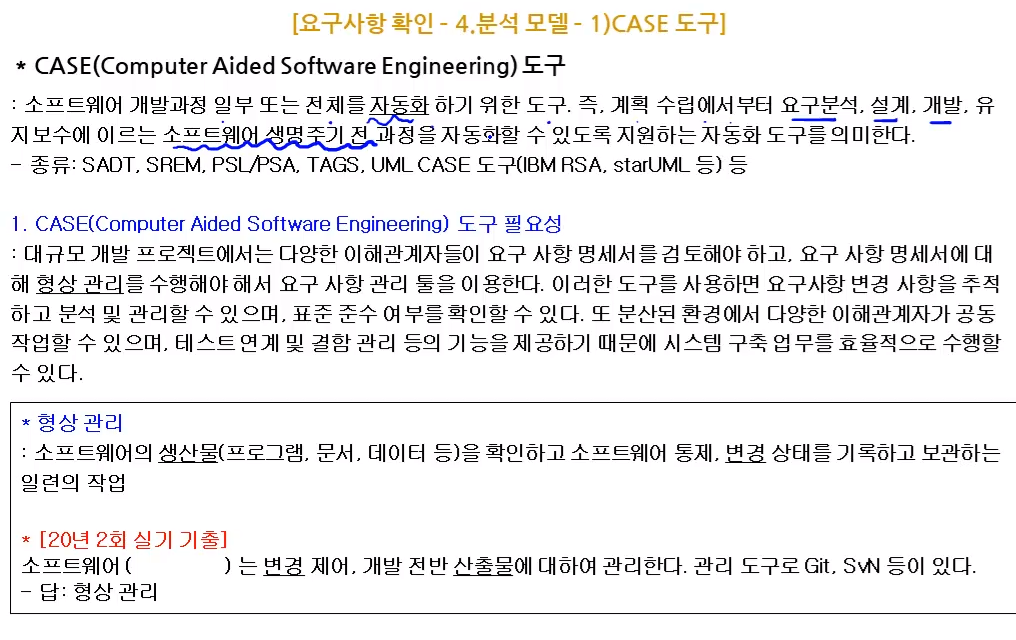 [요구사항 확인 - 4.분석 모델 - 1)CASE 도구]
* CASE(Computer Aided Software Engineering) 도구
: 소프트웨어 개발과정 일부 또는 전체를 자동화 하기 위한 도구. 즉, 계획 수립에서부터 요구분석, 설계, 개발, 유
지보수에 이르는 소프트웨어 생명주기 전 과정을 자동화할 수 있도록 지원하는 자동화 도구를 의미한다.
- 종류: SADT, SREM, PSL/PSA, TAGS, UML CASE 도구(IBM RSA, starUML 등) 등
1. CASE(Computer Aided Software Engineering) 도구 필요성
: 대규모 개발 프로젝트에서는 다양한 이해관계자들이 요구 사항 명세서를 검토해야 하고, 요구 사항 명세서에 대
해 형상 관리를 수행해야 해서 요구 사항 관리 툴을 이용한다. 이러한 도구를 사용하면 요구사항 변경 사항을 추적
하고 분석 및 관리할 수 있으며, 표준 준수 여부를 확인할 수 있다. 또 분산된 환경에서 다양한 이해관계자가 공동
작업할 수 있으며, 테스트 연계 및 결함 관리 등의 기능을 제공하기 때문에 시스템 구축 업무를 효율적으로 수행할
수 있다.
* 형상 관리
: 소프트웨어의 생산물(프로그램, 문서, 데이터 등)을 확인하고 소프트웨어 통제, 변경 상태를 기록하고 보관하는
일련의 작업
* [20년 2회 실기 기출]
소프트웨어 (          ) 는 변경 제어, 개발 전반 산출물에 대하여 관리한다. 관리 도구로 Git, SvN 등이 있다.
- 답: 형상 관리